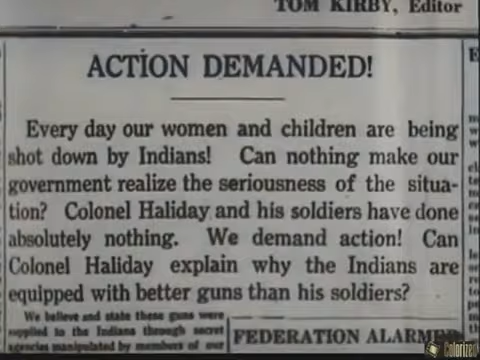 TOM KIRBY, Editor
ACTION DEMANDED!
Every day our women and children are being
shot down by Indians! Can nothing make our
government realize the seriousness of the situa-
tion? Colonel Haliday and his soldiers have done
absolutely nothing. We demand action! Can
Colonel Haliday explain why the Indians are
equipped with better guns than his soldiers?
We believe and state these guns were
supplied to the Indians through secret
agencies manipulated by members of our
FEDERATION ALARMED
Colorized